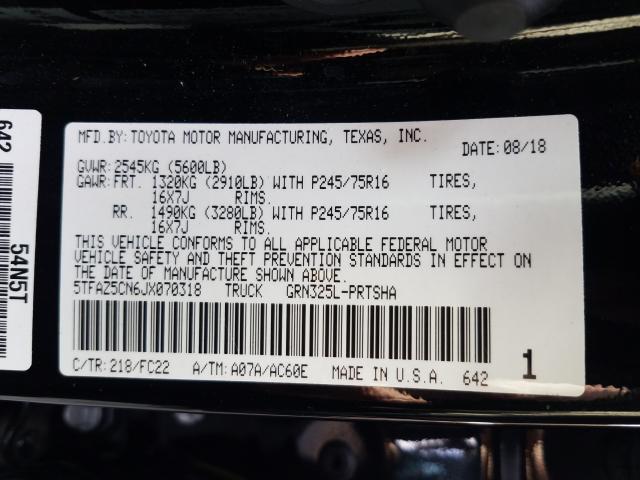 MFD.BY:TOYOTA MOTOR MANUFACTURING, TEXAS, INC.
DATE:08/18
GVWR:2545KG (5600LB)
GAWR:FRT. 1320KG (2910LB) WITH P245/75R16 TIRES,
16X7J RIMS.
RR. 1490KG (3280LB) WITH P245/75R16 TIRES,
16X7J RIMS.
THIS VEHICLE CONFORMS TO ALL APPLICABLE FEDERAL MOTOR
VEHICLE SAFETY AND THEFT PREVENTION STANDARDS IN EFFECT ON
THE DATE OF MANUFACTURE SHOWN ABOVE.
5TFAZ5CN6JX070318 TRUCK GRN325L-PRTSHA
C/TR:218/FC22 A/TM:A07A/AC60E MADE IN U.S.A. 642
1
642
54N5T